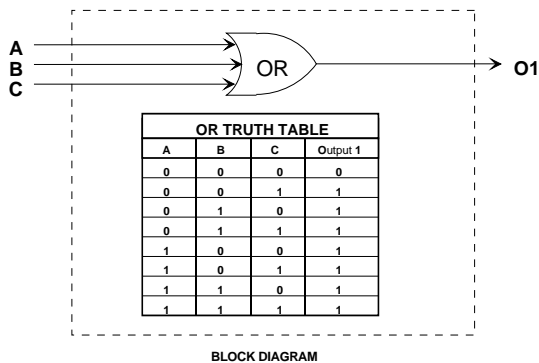 A
B
C
OR
O1
OR TRUTH TABLE
A B C Output 1
0 0 0 0
0 0 1 1
0 1 0 1
0 1 1 1
1 0 0 1
1 0 1 1
1 1 0 1
1 1 1 1
BLOCK DIAGRAM